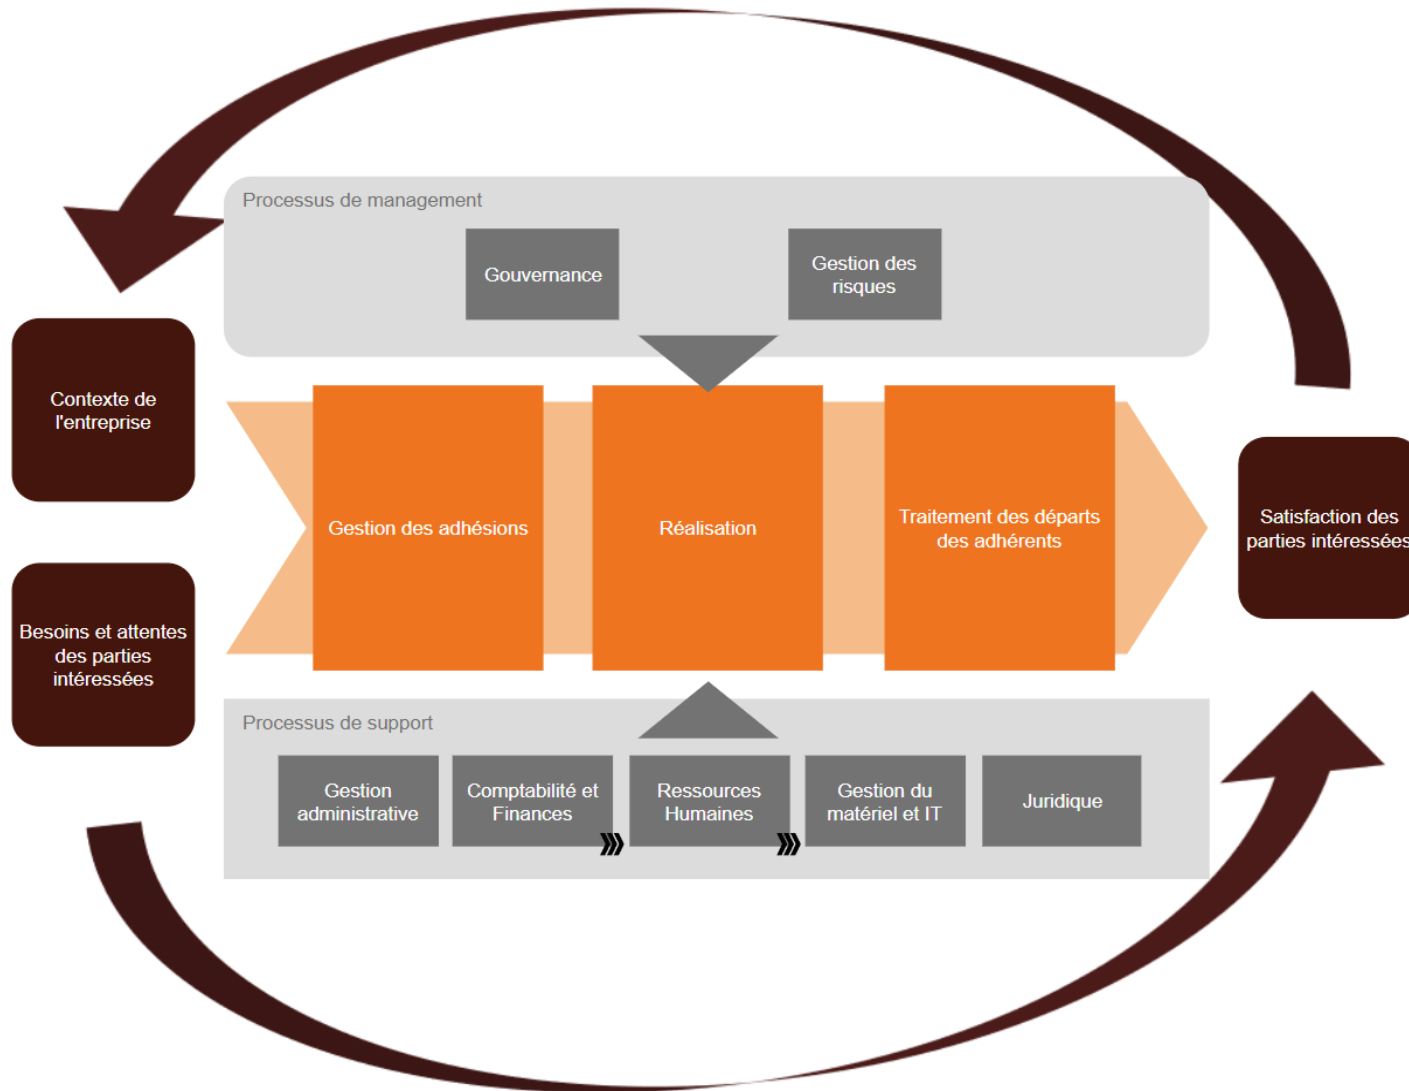 Processus de management
Gouvernance
Gestion des
risques
Contexte de
l'entreprise
Gestion des adhésions
Réalisation
Traitement des départs
des adhérents
Satisfaction des
parties intéressées
Besoins et attentes
des parties
intéressées
Processus de support
Gestion
administrative
Comptabilité et
Finances
Ressources
Humaines
Gestion du
matériel et IT
Juridique